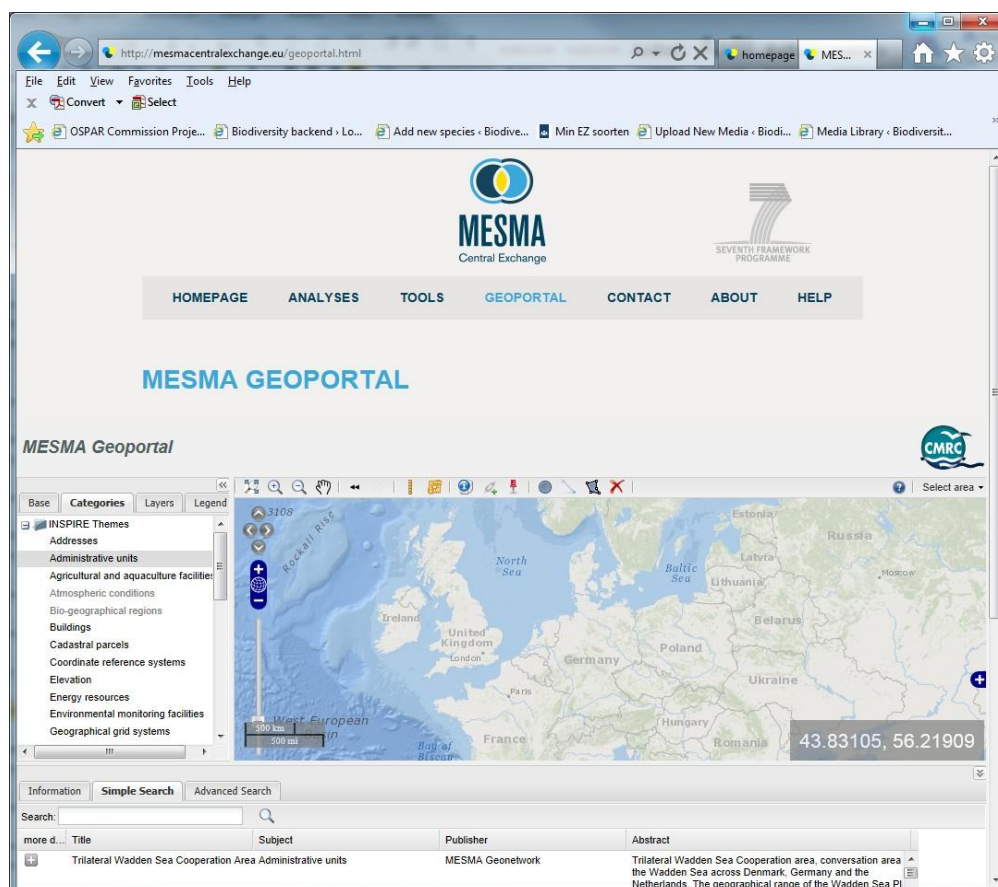 http://mesmacentralexchange.eu/geoportal.html
homepage
MES...
File Edit View Favorites Tools Help
Convert Select
OSPAR Commission Proje... Biodiversity backend › Lo... Add new species ‹ Biodive... Min EZ soorten Upload New Media ‹ Biodi... Media Library ‹ Biodiversit...
MESMA
Central Exchange
7
SEVENTH FRAMEWORK
PROGRAMME
HOMEPAGE ANALYSES TOOLS GEOPORTAL CONTACT ABOUT HELP
MESMA GEOPORTAL
MESMA Geoportal
CMRC
Select area
Base Categories Layers Legend
INSPIRE Themes
Addresses
Administrative units
Agricultural and aquaculture facilities
Atmospheric conditions
Bio-geographical regions
Buildings
Cadastral parcels
Coordinate reference systems
Elevation
Energy resources
Environmental monitoring facilities
Geographical grid systems
3108
Rockall Rise
North
Sea
Baltic
Sea
Estonia
Russia
Latvia
Moscow
Lithuania
Belarus
Ireland
United
Kingdom
London
Germany
Poland
Paris
Ukraine
West European
Basin
500 km
500 mi
Bay of
Biscay
France
Hungary
Romania
43.83105, 56.21909
Information Simple Search Advanced Search
Search:
more d... Title Subject Publisher Abstract
Trilateral Wadden Sea Cooperation Area Administrative units MESMA Geonetwork Trilateral Wadden Sea Cooperation area, conversation area
the Wadden Sea across Denmark, Germany and the
Netherlands. The geographical range of the Wadden Sea Pl